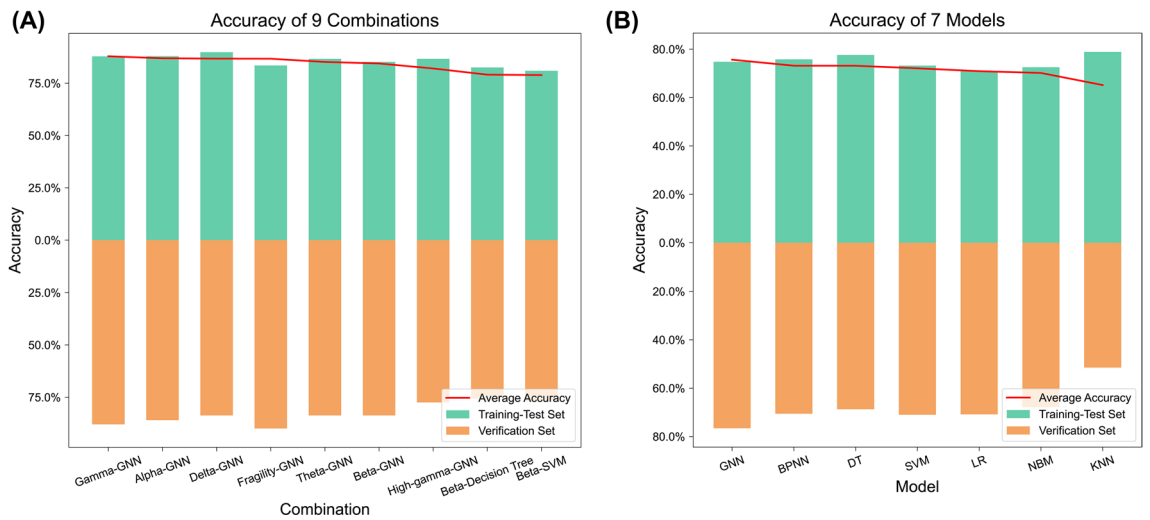 (A)
Accuracy of 9 Combinations
Accuracy
75.0%
50.0%
25.0%
0.0%
25.0%
50.0%
75.0%
Average Accuracy
Training-Test Set
Verification Set
Gamma-GNN
Alpha-GNN
Delta-GNN
Fragility-GNN
Theta-GNN
Beta-GNN
High-gamma-GNN
Beta-Decision Tree
Beta-SVM
Combination
(B)
Accuracy of 7 Models
Accuracy
80.0%
60.0%
40.0%
20.0%
0.0%
20.0%
40.0%
60.0%
80.0%
Average Accuracy
Training-Test Set
Verification Set
GNN
BPNN
DT
SVM
LR
NBM
KNN
Model